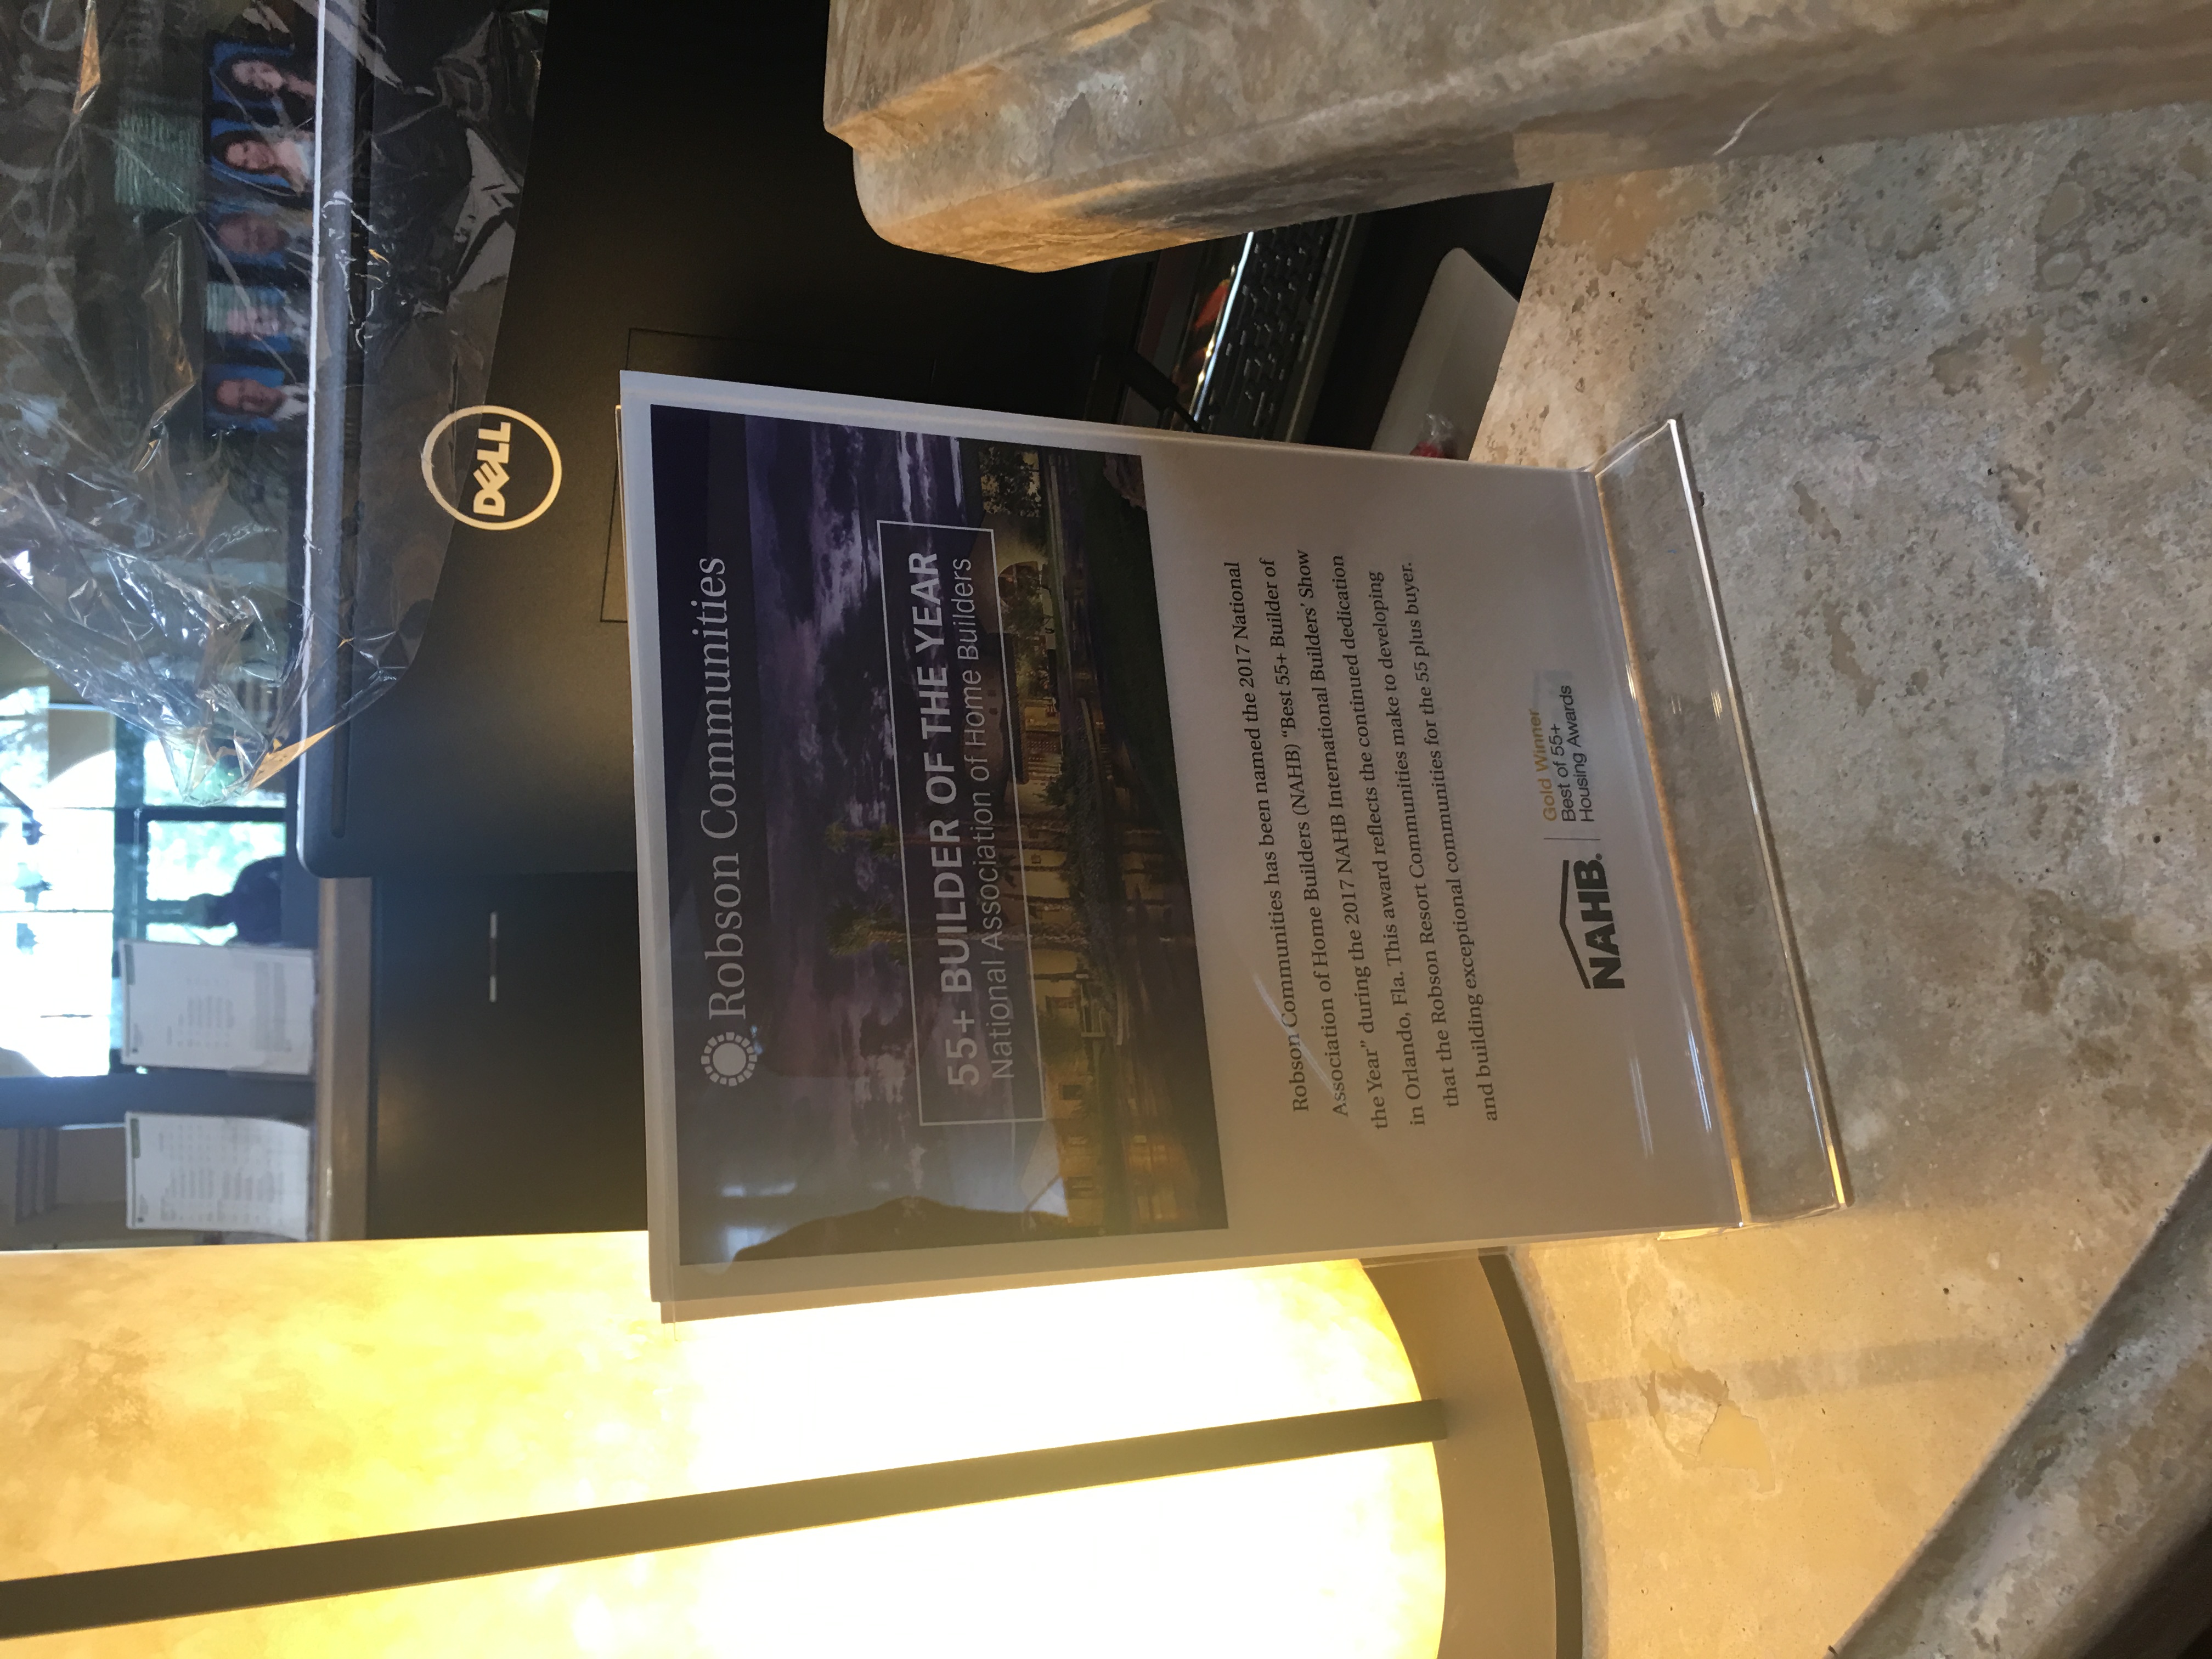 DELL
Robson Communities
55+ BUILDER OF THE YEAR
National Association of Home Builders
Robson Communities has been named the 2017 National
Association of Home Builders (NAHB) “Best 55+ Builder of
the Year” during the 2017 NAHB International Builders’ Show
in Orlando, Fla. This award reflects the continued dedication
that the Robson Resort Communities make to developing
and building exceptional communities for the 55 plus buyer.
NAHB.
Gold Winner
Best of 55+
Housing Awards